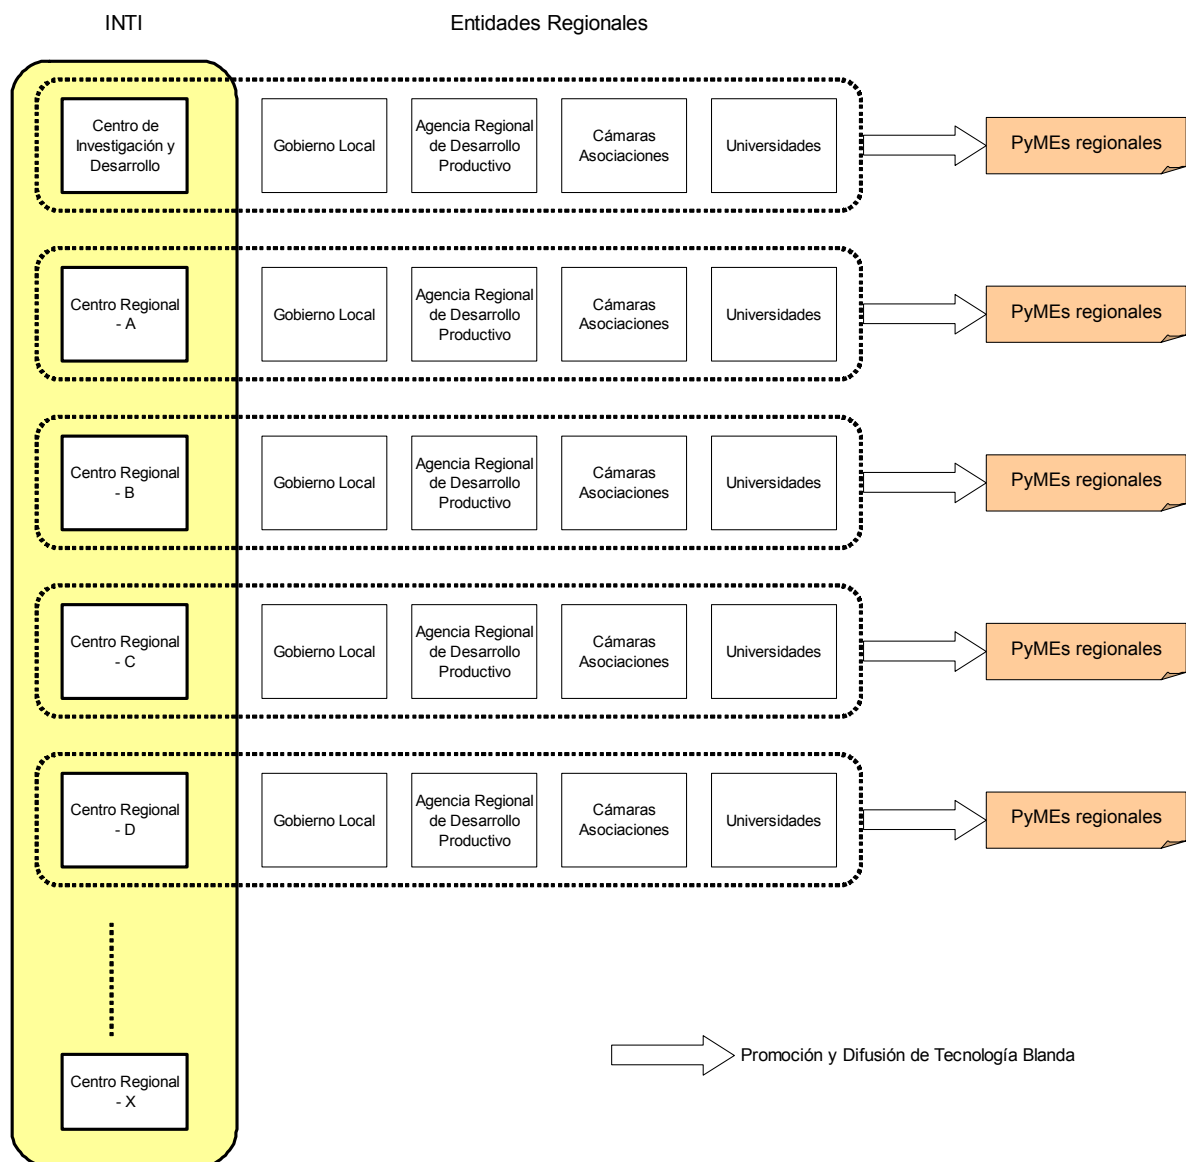 INTI
Entidades Regionales
Centro de
Investigación y
Desarrollo
Gobierno Local
Agencia Regional
de Desarrollo
Productivo
Cámaras
Asociaciones
Universidades
PyMEs regionales
Centro Regional
- A
Gobierno Local
Agencia Regional
de Desarrollo
Productivo
Cámaras
Asociaciones
Universidades
PyMEs regionales
Centro Regional
- B
Gobierno Local
Agencia Regional
de Desarrollo
Productivo
Cámaras
Asociaciones
Universidades
PyMEs regionales
Centro Regional
- C
Gobierno Local
Agencia Regional
de Desarrollo
Productivo
Cámaras
Asociaciones
Universidades
PyMEs regionales
Centro Regional
- D
Gobierno Local
Agencia Regional
de Desarrollo
Productivo
Cámaras
Asociaciones
Universidades
PyMEs regionales
Centro Regional
- X
Promoción y Difusión de Tecnología Blanda